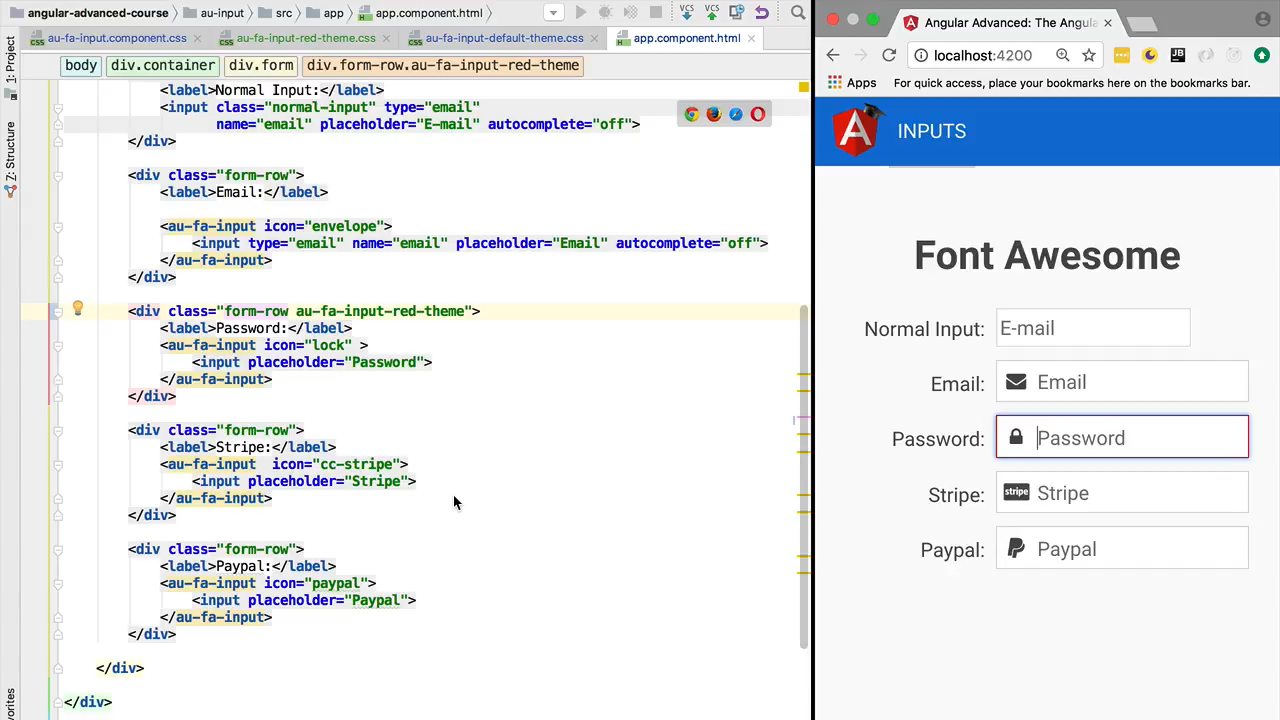 angular-advanced-course
au-input
src
app
app.component.html
VCS
VCS
au-fa-input.component.css
au-fa-input-red-theme.css
au-fa-input-default-theme.css
app.component.html
body
div.container
div.form
div.form-row.au-fa-input-red-theme
1: Project
Z: Structure
vorites
<label>Normal Input:</label>
<input class="normal-input" type="email"
name="email" placeholder="E-mail" autocomplete="off">
</div>
<div class="form-row">
<label>Email:</label>
<au-fa-input icon="envelope">
<input type="email" name="email" placeholder="Email" autocomplete="off">
</au-fa-input>
</div>
<div class="form-row au-fa-input-red-theme">
<label>Password:</label>
<au-fa-input icon="lock" >
<input placeholder="Password">
</au-fa-input>
</div>
<div class="form-row">
<label>Stripe:</label>
<au-fa-input  icon="cc-stripe">
<input placeholder="Stripe">
</au-fa-input>
</div>
<div class="form-row">
<label>Paypal:</label>
<au-fa-input icon="paypal">
<input placeholder="Paypal">
</au-fa-input>
</div>
</div>
</div>
Angular Advanced: The Angula
localhost:4200
Apps
For quick access, place your bookmarks here on the bookmarks bar.
INPUTS
Font Awesome
Normal Input: E-mail
Email: Email
Password: Password
Stripe: stripe Stripe
Paypal: Paypal